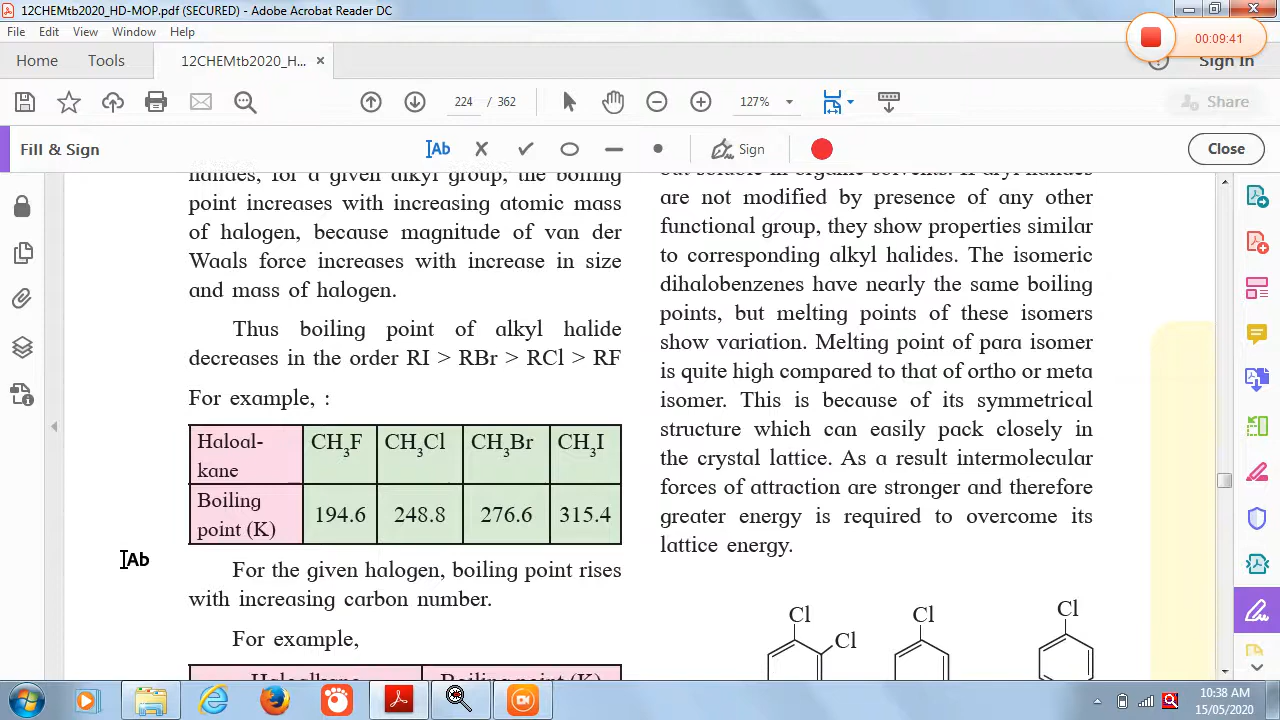 12CHEMtb2020_HD-MOP.pdf (SECURED) - Adobe Acrobat Reader DC
00:09:41
File Edit View Window Help
Home Tools 12CHEMtb2020_H... × Sign In
224 / 362 127% Share
Fill & Sign Ab Sign Close
halides, for a given alkyl group, the boiling
point increases with increasing atomic mass
of halogen, because magnitude of van der
Waals force increases with increase in size
and mass of halogen.
Thus boiling point of alkyl halide
decreases in the order RI > RBr > RCl > RF
For example, :
Haloal-
kane
CH₃F CH₃Cl CH₃Br CH₃I
Boiling
point (K)
194.6 248.8 276.6 315.4
Ab
For the given halogen, boiling point rises
with increasing carbon number.
For example,
Haloalkane Boiling point (K)
but soluble in organic solvents. If aryl halides
are not modified by presence of any other
functional group, they show properties similar
to corresponding alkyl halides. The isomeric
dihalobenzenes have nearly the same boiling
points, but melting points of these isomers
show variation. Melting point of para isomer
is quite high compared to that of ortho or meta
isomer. This is because of its symmetrical
structure which can easily pack closely in
the crystal lattice. As a result intermolecular
forces of attraction are stronger and therefore
greater energy is required to overcome its
lattice energy.
Cl Cl Cl
Cl
10:38 AM
15/05/2020